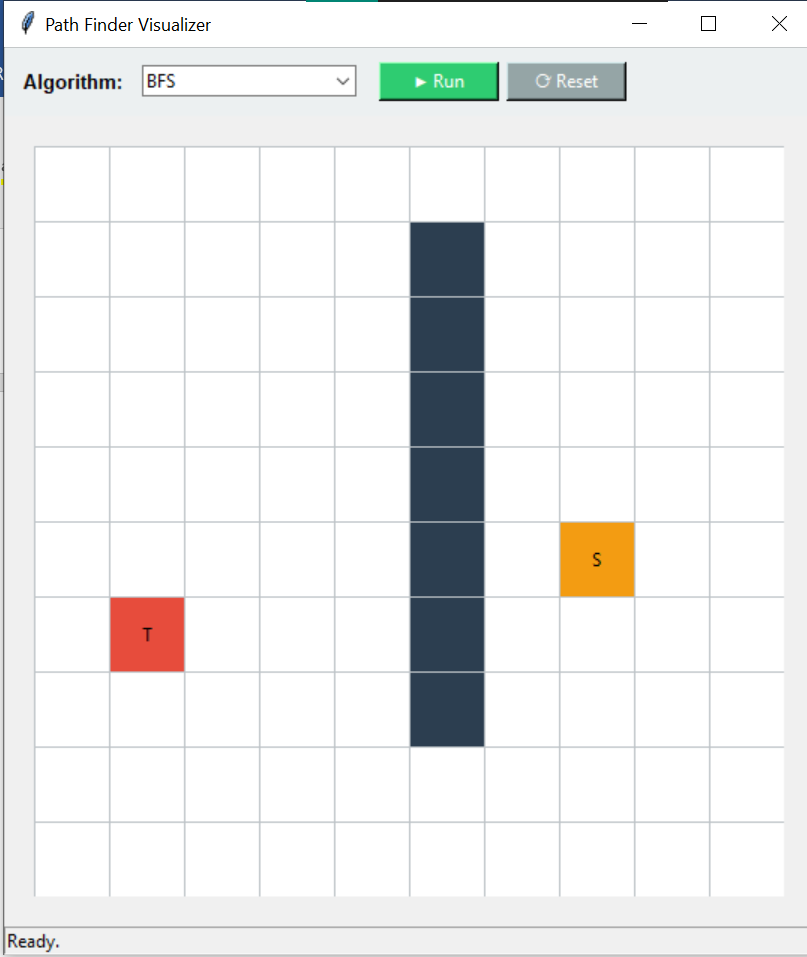 Path Finder Visualizer
Algorithm: BFS ► Run ⟳ Reset
S
T
Ready.